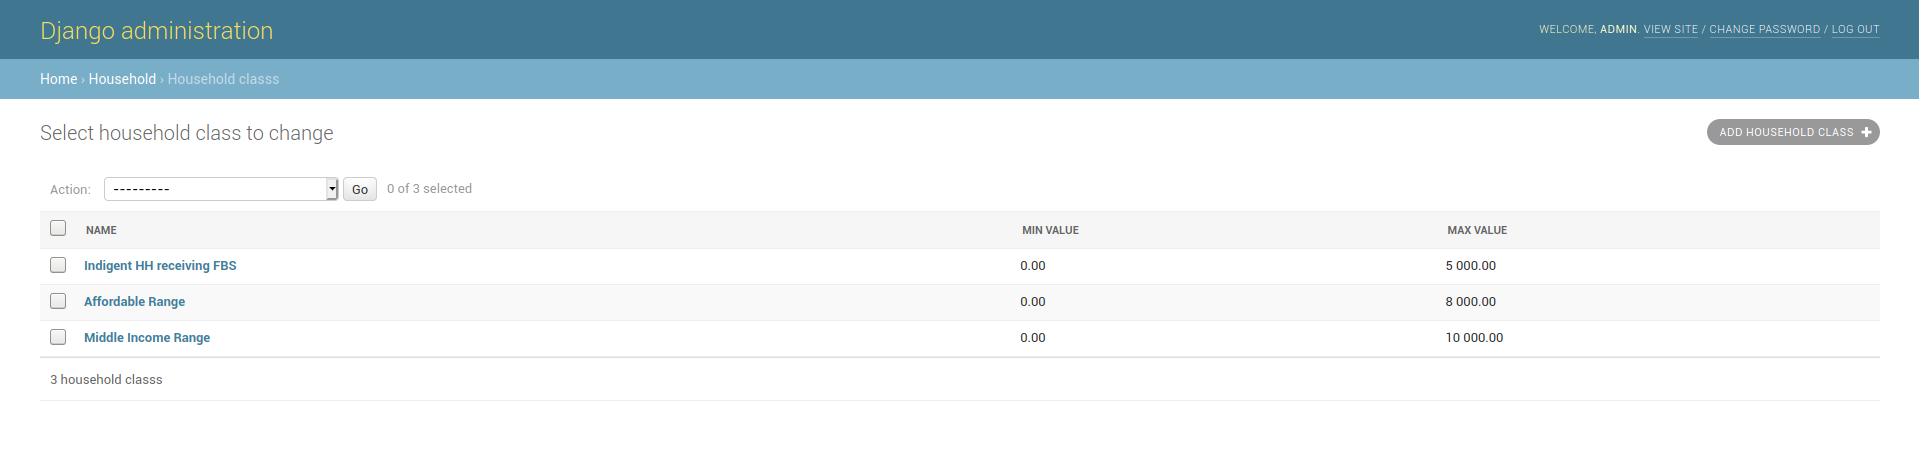 Django administration
WELCOME, ADMIN. VIEW SITE / CHANGE PASSWORD / LOG OUT
Home › Household › Household classs
Select household class to change
ADD HOUSEHOLD CLASS +
Action: --------- Go 0 of 3 selected
NAME MIN VALUE MAX VALUE
Indigent HH receiving FBS 0.00 5 000.00
Affordable Range 0.00 8 000.00
Middle Income Range 0.00 10 000.00
3 household classs